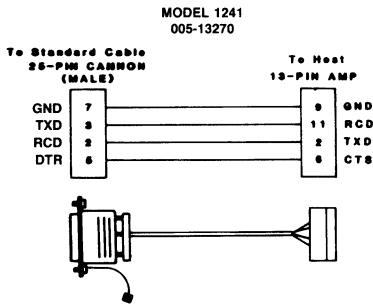 MODEL 1241
005-13270
To Standard Cable
25-PIN CANNON
(MALE)
To Host
13-PIN AMP
GND 7 9 GND
TXD 3 11 RCD
RCD 2 2 TXD
DTR 5 6 CTS